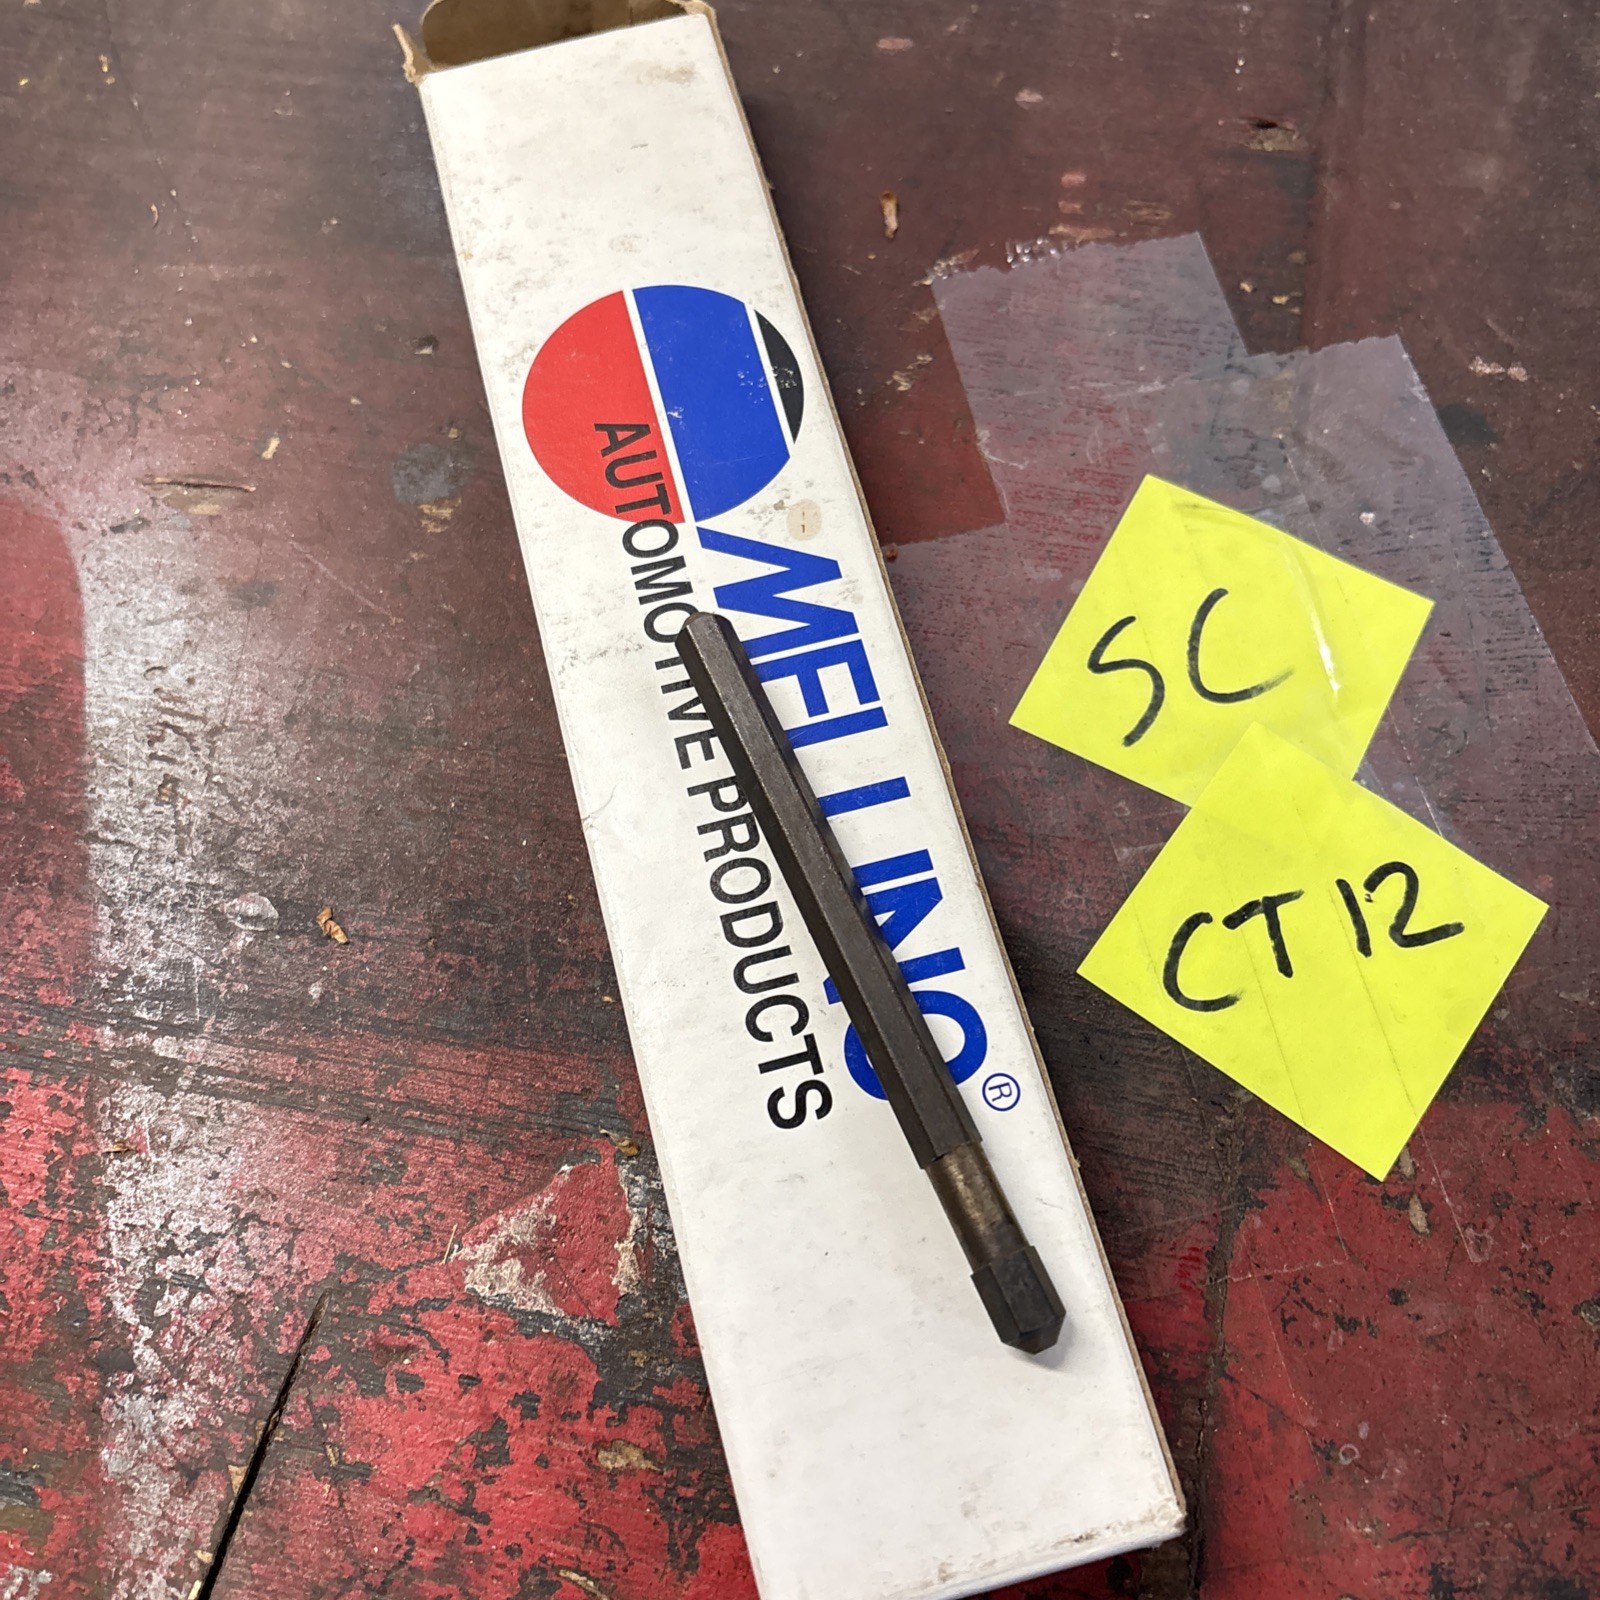 MELLING®
AUTOMOTIVE PRODUCTS
SC
CT12